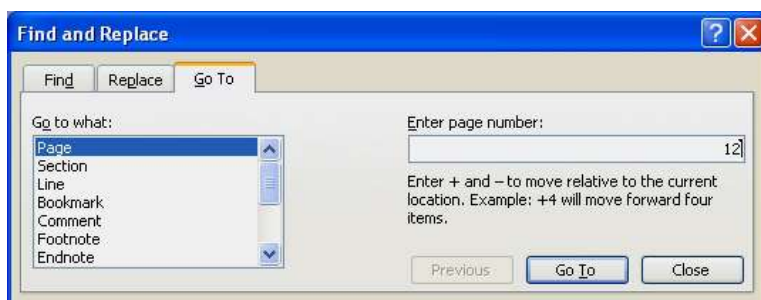 Find and Replace
Find Replace Go To
Go to what:
Page
Section
Line
Bookmark
Comment
Footnote
Endnote
Enter page number:
12
Enter + and – to move relative to the current
location. Example: +4 will move forward four
items.
Previous Go To Close